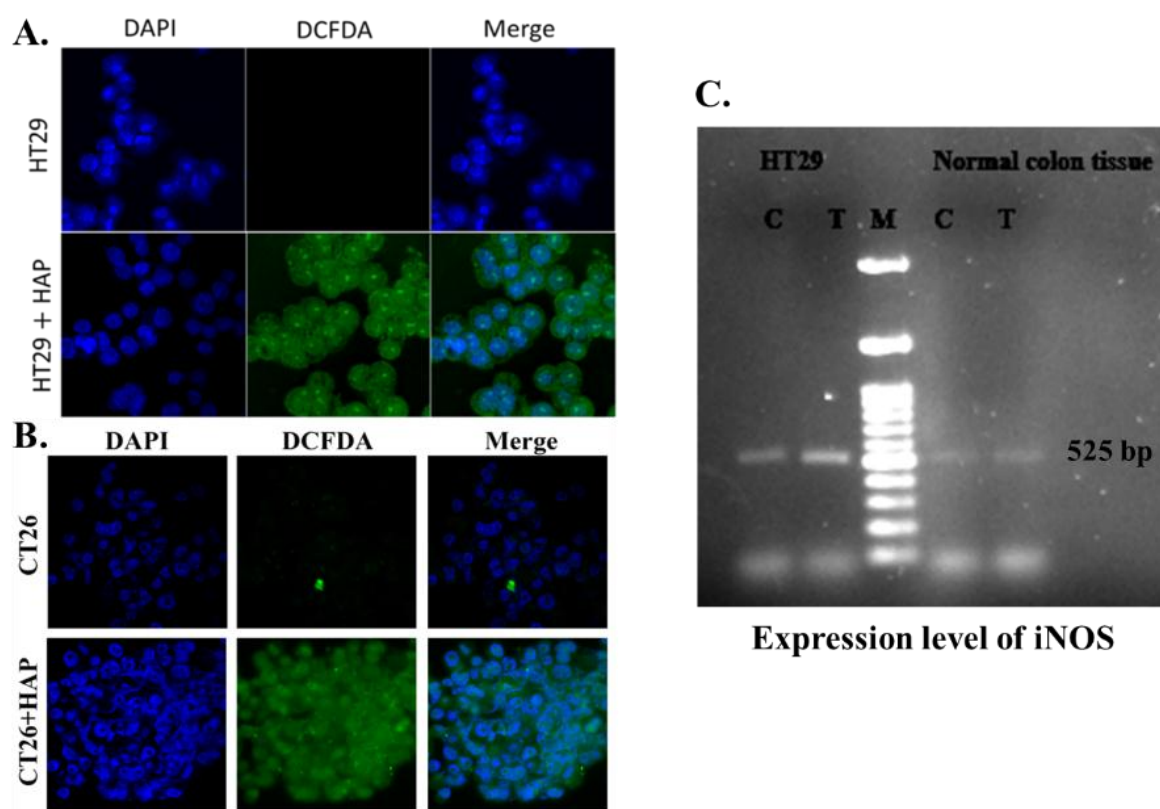 A.
DAPI DCFDA Merge
HT29
HT29 + HAP
B.
DAPI DCFDA Merge
CT26
CT26+HAP
C.
HT29 Normal colon tissue
C T M C T
525 bp
Expression level of iNOS